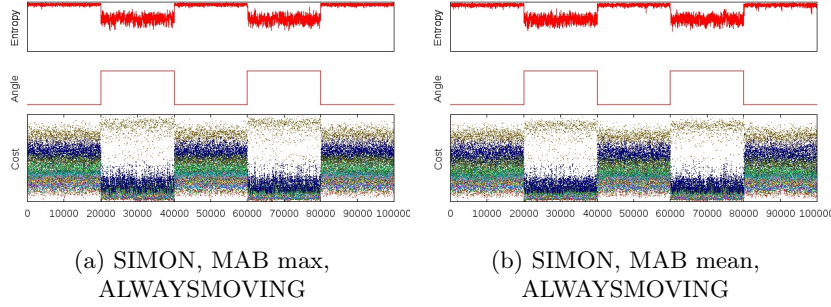 Entropy
Angle
Cost
0 10000 20000 30000 40000 50000 60000 70000 80000 90000 100000
(a) SIMON, MAB max,
ALWAYSMOVING
Entropy
Angle
Cost
0 10000 20000 30000 40000 50000 60000 70000 80000 90000 100000
(b) SIMON, MAB mean,
ALWAYSMOVING